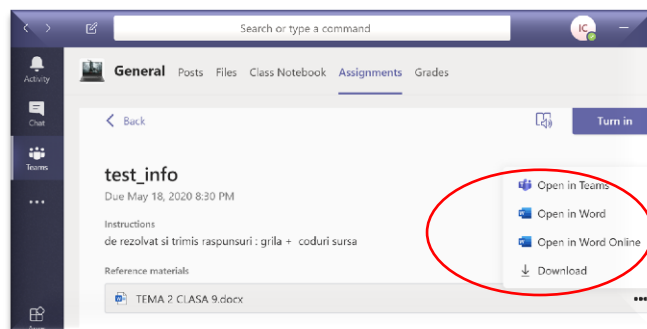 Search or type a command
IC
Activity
Chat
Teams
General Posts Files Class Notebook Assignments Grades
Back
Turn in
test_info
Due May 18, 2020 8:30 PM
Instructions
de rezolvat si trimis raspunsuri : grila + coduri sursa
Reference materials
TEMA 2 CLASA 9.docx
Open in Teams
Open in Word
Open in Word Online
Download